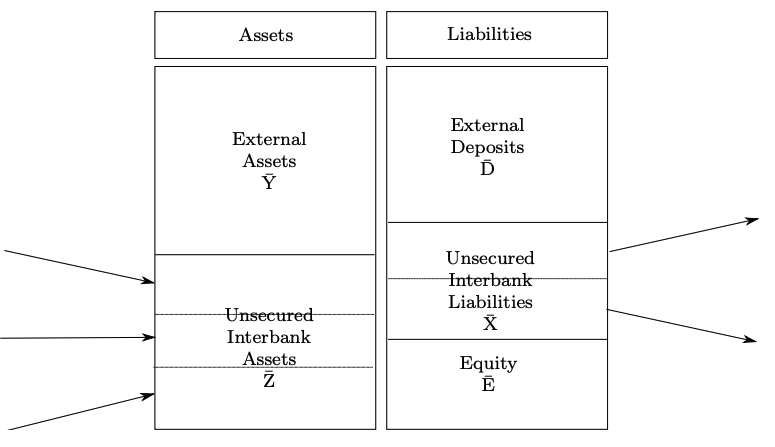 Assets
Liabilities
External
Assets
Ȳ
External
Deposits
D̄
Unsecured
Interbank
Assets
Z̄
Unsecured
Interbank
Liabilities
X̄
Equity
Ē